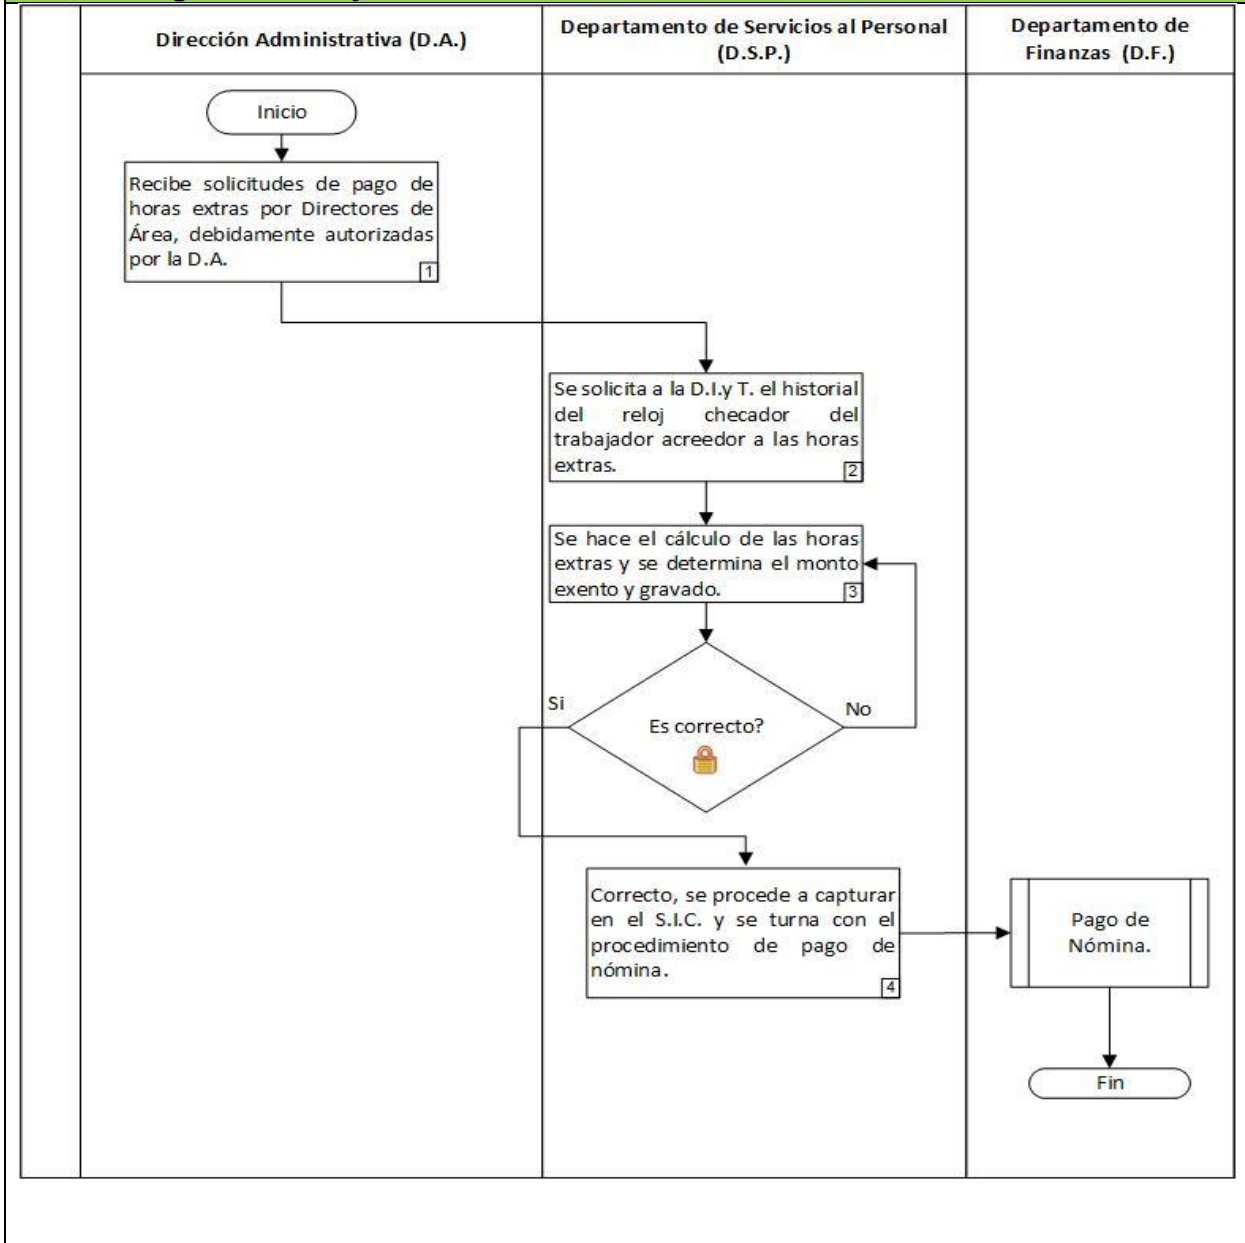 Dirección Administrativa (D.A.)
Departamento de Servicios al Personal
(D.S.P.)
Departamento de
Finanzas (D.F.)
Inicio
Recibe solicitudes de pago de
horas extras por Directores de
Área, debidamente autorizadas
por la D.A.
1
Se solicita a la D.I.y T. el historial
del reloj checador del
trabajador acreedor a las horas
extras.
2
Se hace el cálculo de las horas
extras y se determina el monto
exento y gravado.
3
Si
Es correcto?
No
Correcto, se procede a capturar
en el S.I.C. y se turna con el
procedimiento de pago de
nómina.
4
Pago de
Nómina.
Fin